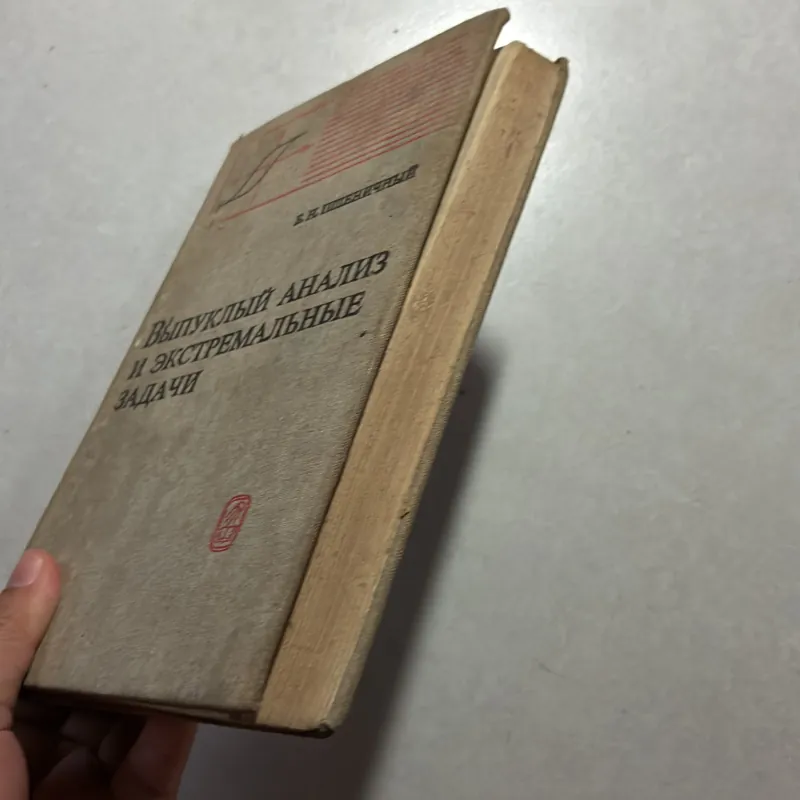 Б. Н. ПШЕНИЧНЫЙ
ВЫПУКЛЫЙ АНАЛИЗ
И ЭКСТРЕМАЛЬНЫЕ
ЗАДАЧИ